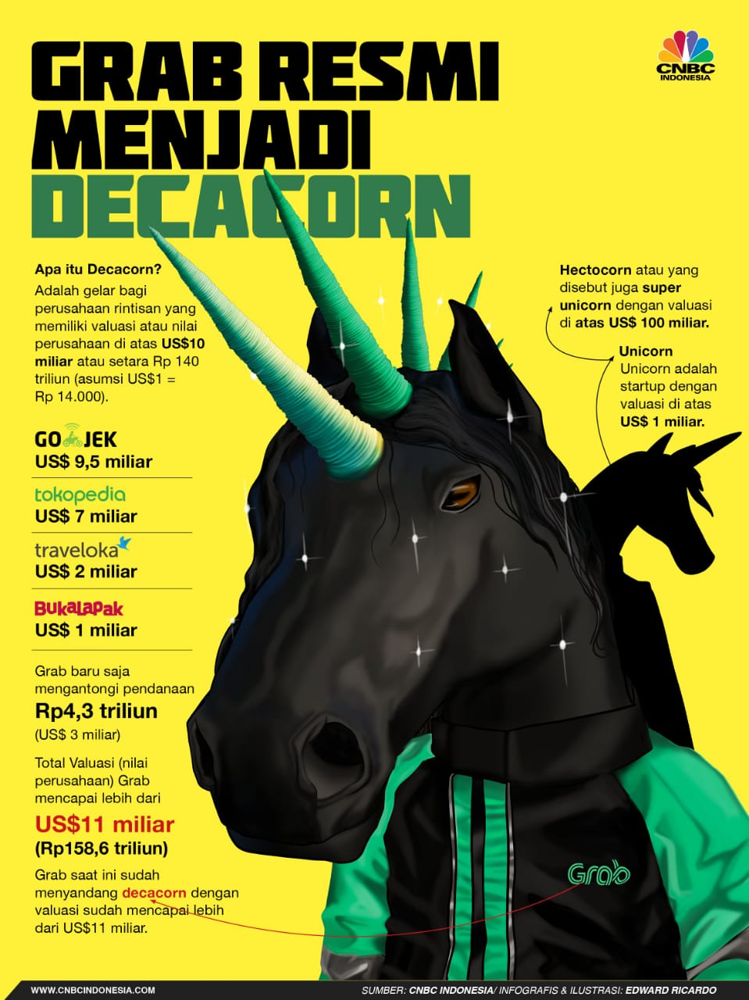 GRAB RESMI
MENJADI
DECACORN
CNBC
INDONESIA
Apa itu Decacorn?
Adalah gelar bagi
perusahaan rintisan yang
memiliki valuasi atau nilai
perusahaan di atas US$10
miliar atau setara Rp 140
triliun (asumsi US$1 =
Rp 14.000).
GO JEK
US$ 9,5 miliar
tokopedia
US$ 7 miliar
traveloka
US$ 2 miliar
BUKALAPAK
US$ 1 miliar
Grab baru saja
mengantongi pendanaan
Rp4,3 triliun
(US$ 3 miliar)
Total Valuasi (nilai
perusahaan) Grab
mencapai lebih dari
US$11 miliar
(Rp158,6 triliun)
Grab saat ini sudah
menyandang decacorn dengan
valuasi sudah mencapai lebih
dari US$11 miliar.
Hectocorn atau yang
disebut juga super
unicorn dengan valuasi
di atas US$ 100 miliar.
Unicorn
Unicorn adalah
startup dengan
valuasi di atas
US$ 1 miliar.
Grab
WWW.CNBCINDONESIA.COM
SUMBER: CNBC INDONESIA/ INFOGRAFIS & ILUSTRASI: EDWARD RICARDO